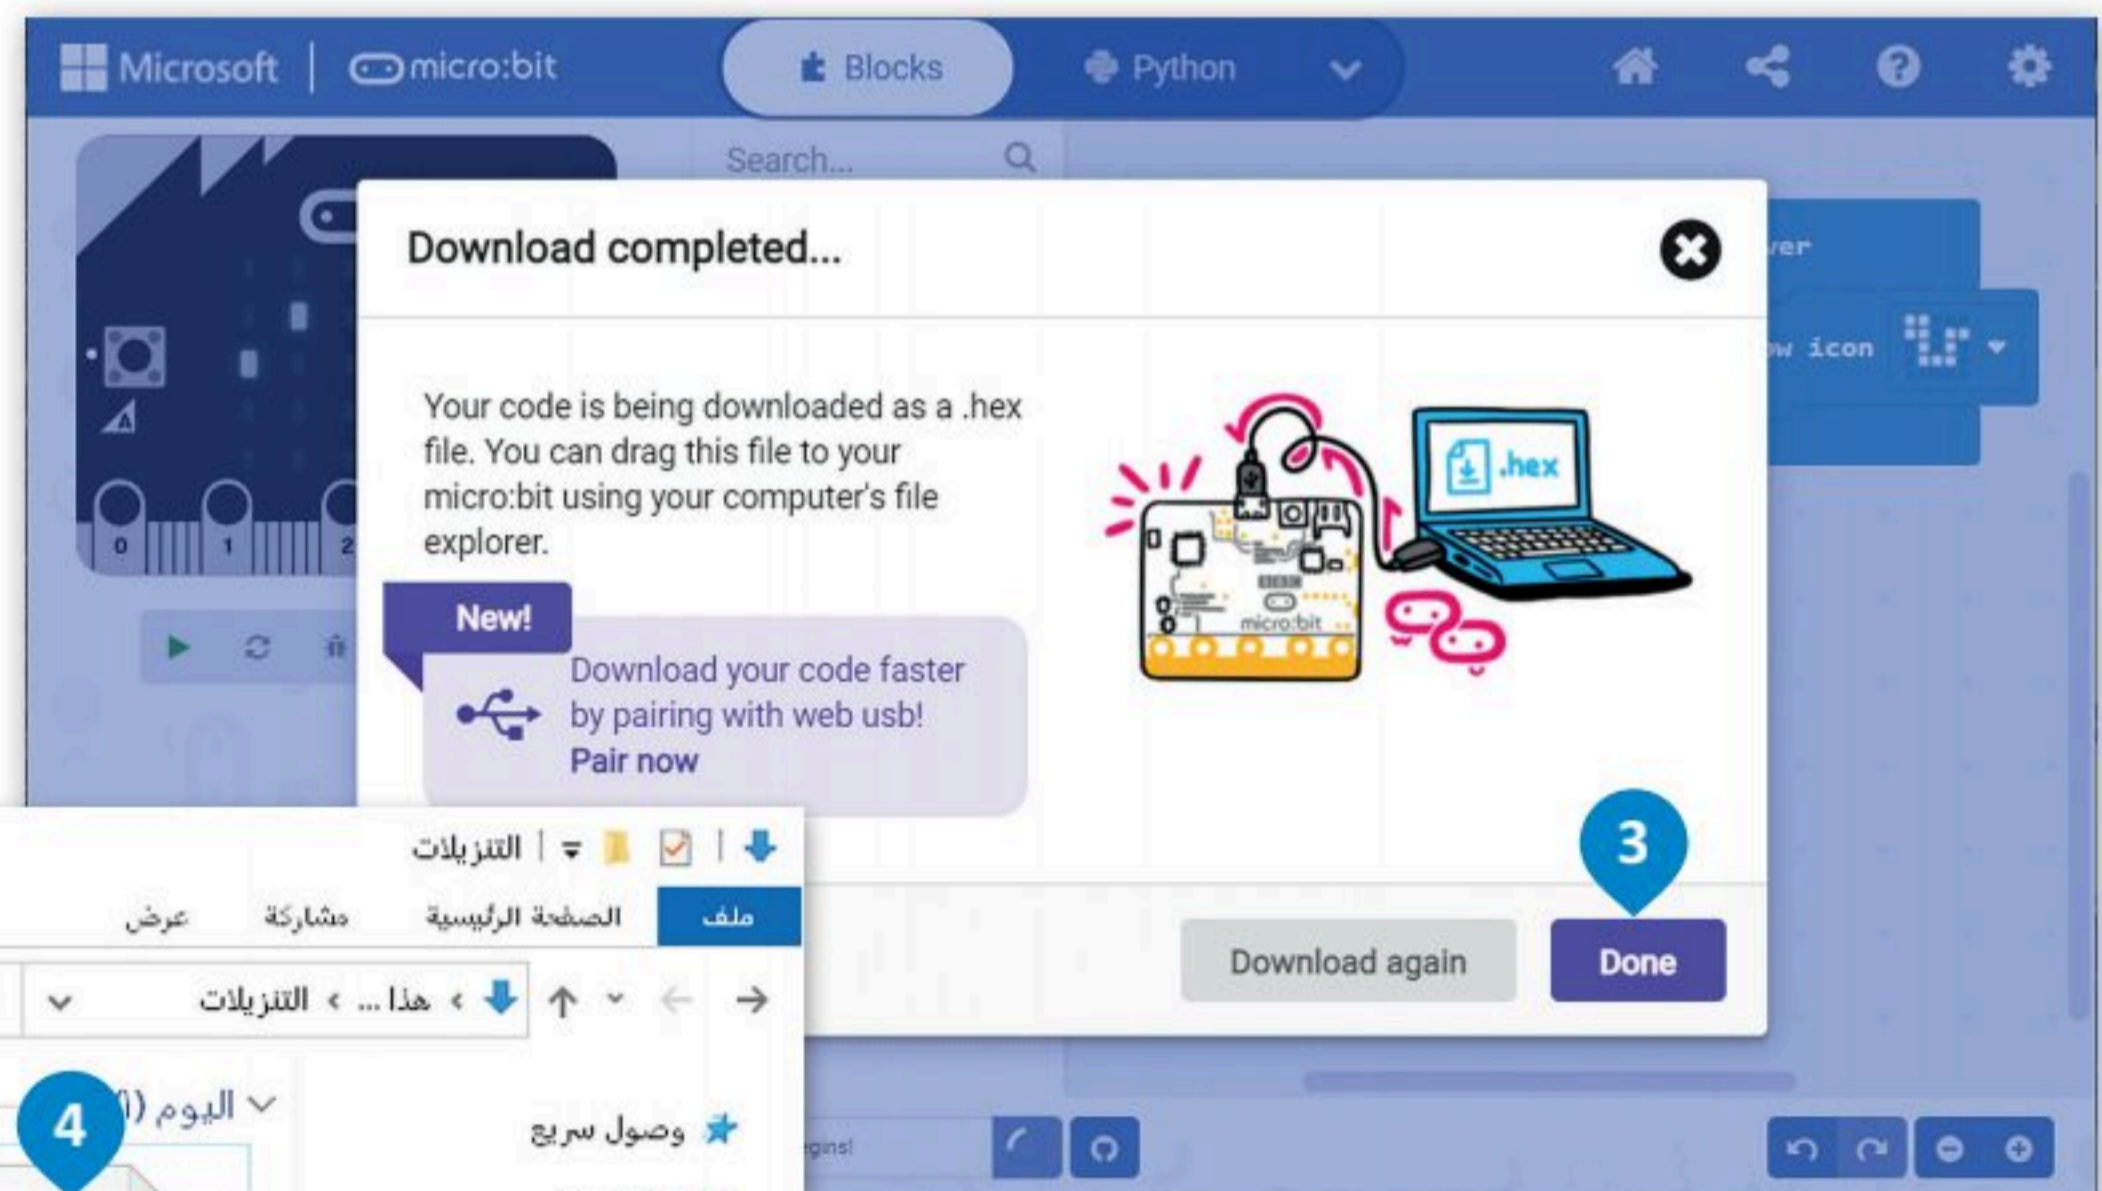 Microsoft | micro:bit
Blocks
Python
Search...
Download completed...
ow icon
Your code is being downloaded as a .hex
file. You can drag this file to your
micro:bit using your computer's file
explorer.
.hex
micro:bit
0 1 2
New!
Download your code faster
by pairing with web usb!
Pair now
3
Download again
Done
التنزيلات
ملف الصفحة الرئيسية مشاركة عرض
هذا ... › التنزيلات
اليوم (١)
4
وصول سريع
egins!